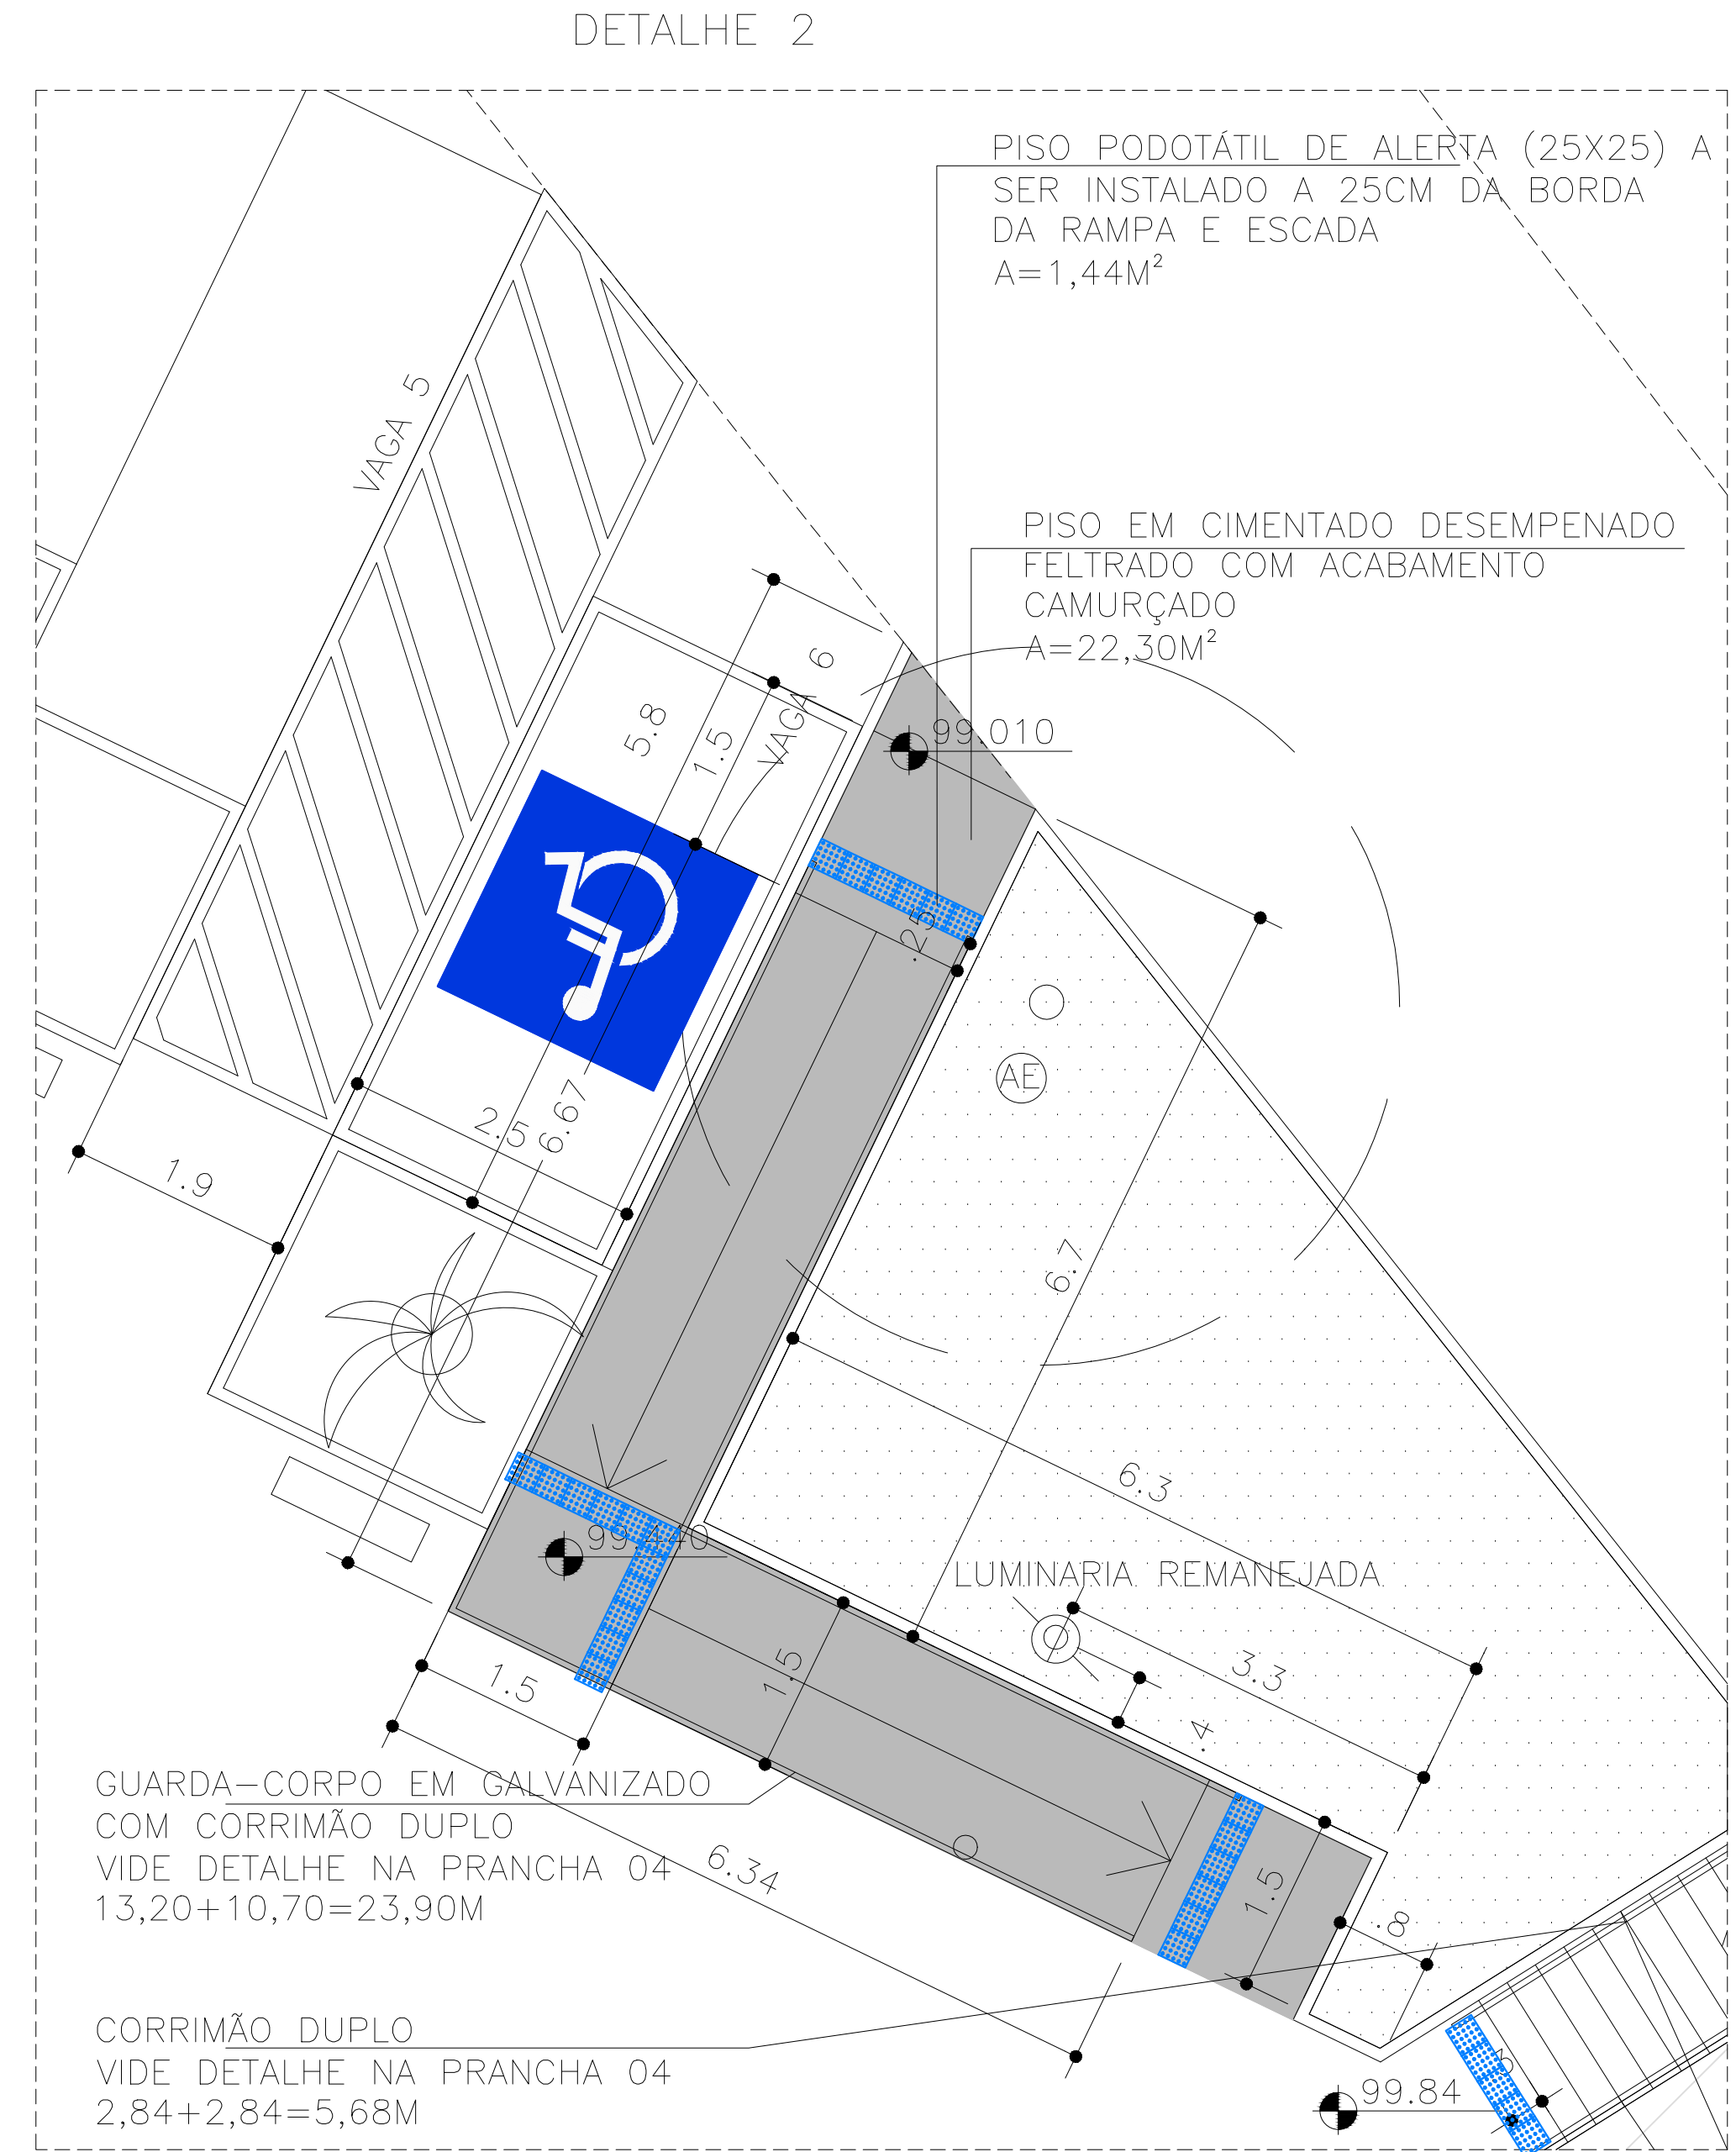 DETALHE 2
PISO PODOTÁTIL DE ALERTA (25X25) A
SER INSTALADO A 25CM DA BORDA
DA RAMPA E ESCADA
A=1,44M²
VAGA 5
PISO EM CIMENTADO DESEMPENADO
FELTRADO COM ACABAMENTO
CAMURÇADO
A=22,30M²
VAGA 6
5.8
1.5
99.010
.25
AE
2.5
6.67
1.9
6.7
6.3
99.440
LUMINARIA REMANEJADA
1.5
1.5
3.3
.4
GUARDA-CORPO EM GALVANIZADO
COM CORRIMÃO DUPLO
VIDE DETALHE NA PRANCHA 04
13,20+10,70=23,90M
6.34
1.5
.8
CORRIMÃO DUPLO
VIDE DETALHE NA PRANCHA 04
2,84+2,84=5,68M
99.84